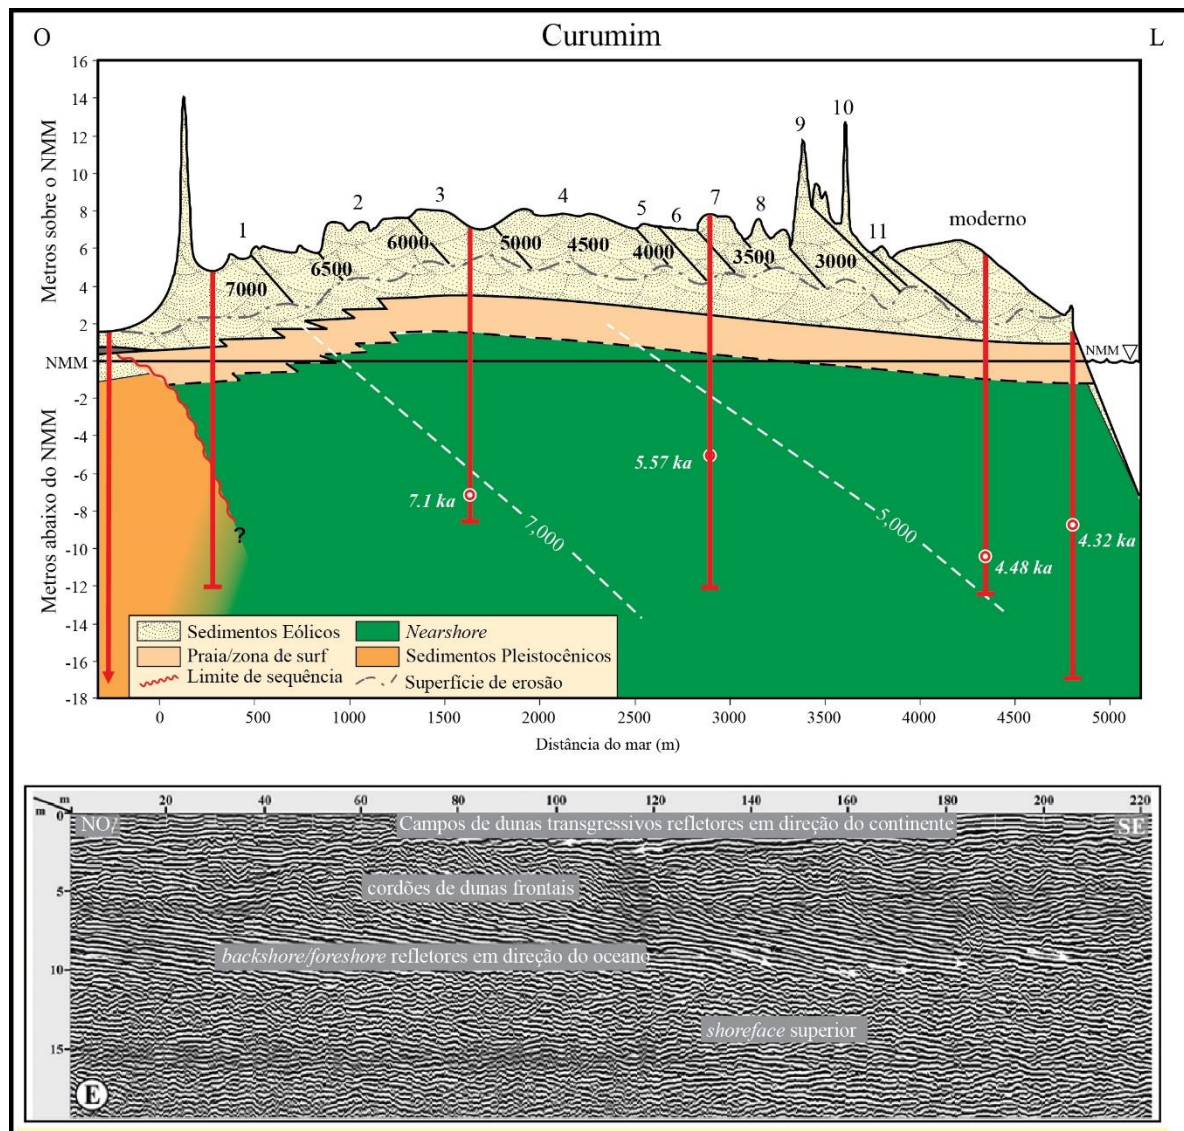 O Curumim L
Metros sobre o NMM
Metros abaixo do NMM
16
14
12
10
8
6
4
2
NMM
-2
-4
-6
-8
-10
-12
-14
-16
-18
1 2 3 4 5 6 7 8 9 10 11 moderno
7000 6500 6000 5000 4500 4000 3500 3000
NMM
7.1 ka
5.57 ka
4.48 ka
4.32 ka
7,000
5,000
?
Sedimentos Eólicos
Nearshore
Praia/zona de surf
Sedimentos Pleistocênicos
Limite de sequência
Superfície de erosão
0 500 1000 1500 2000 2500 3000 3500 4000 4500 5000
Distância do mar (m)
m 20 40 60 80 100 120 140 160 180 200 220
m 0
5
10
15
NO
SE
Campos de dunas transgressivos refletores em direção do continente
cordões de dunas frontais
backshore/foreshore refletores em direção do oceano
shoreface superior
E